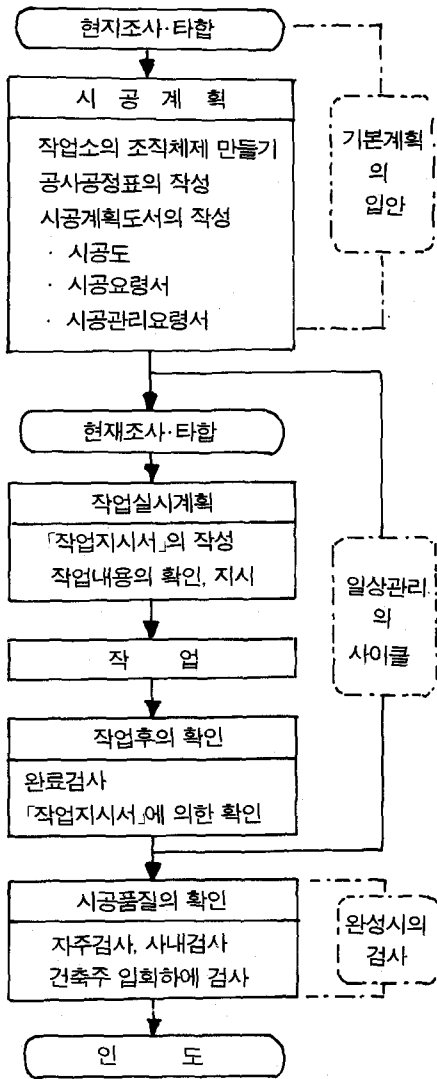 현지조사·타합
시 공 계 획
작업소의 조직체제 만들기
공사공정표의 작성
시공계획도서의 작성
· 시공도
· 시공요령서
· 시공관리요령서
기본계획
의
입안
현재조사·타합
작업실시계획
「작업지시서」의 작성
작업내용의 확인, 지시
작 업
작업후의 확인
완료검사
「작업지시서」에 의한 확인
일상관리
의
사이클
시공품질의 확인
자주검사, 사내검사
건축주 입회하에 검사
완성시의
검사
인 도